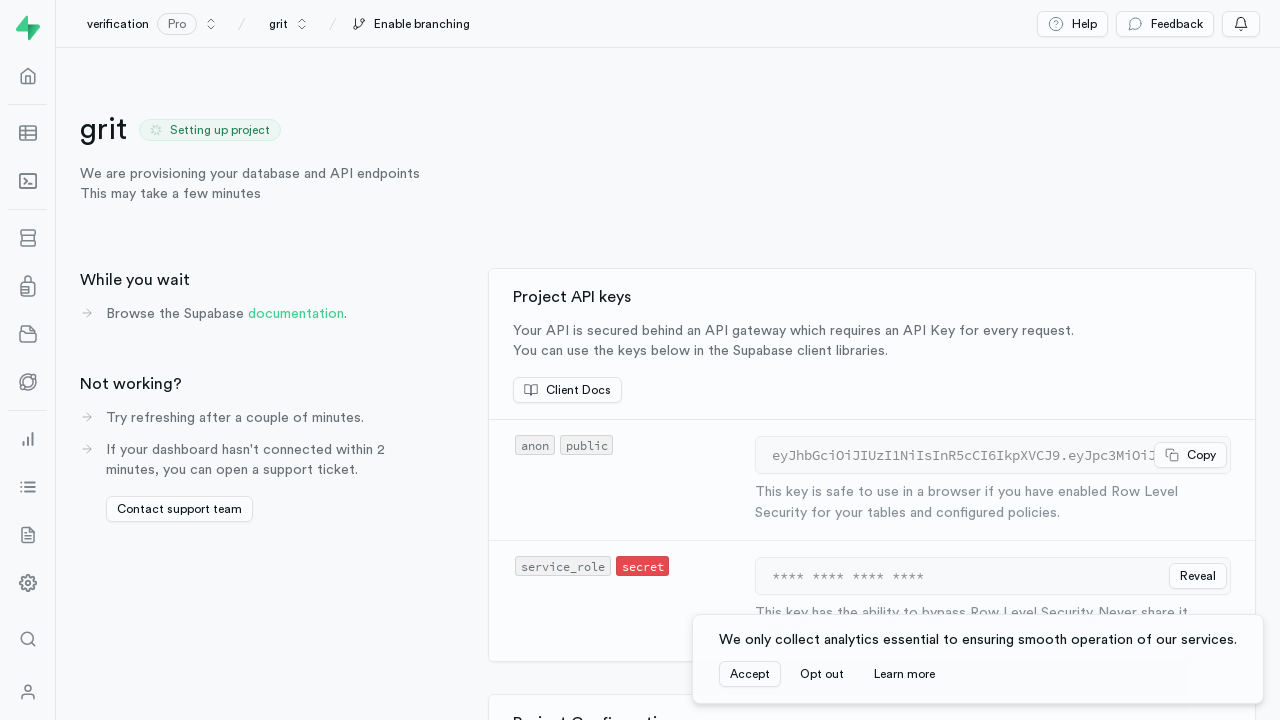 verification Pro / grit / Enable branching
Help Feedback
grit Setting up project
We are provisioning your database and API endpoints
This may take a few minutes
While you wait
Browse the Supabase documentation.
Not working?
Try refreshing after a couple of minutes.
If your dashboard hasn't connected within 2
minutes, you can open a support ticket.
Contact support team
Project API keys
Your API is secured behind an API gateway which requires an API Key for every request.
You can use the keys below in the Supabase client libraries.
Client Docs
anon public
eyJhbGciOiJIUzI1NiIsInR5cCI6IkpXVCJ9.eyJpc3MiOiJ Copy
This key is safe to use in a browser if you have enabled Row Level
Security for your tables and configured policies.
service_role secret
**** **** **** **** Reveal
This key has the ability to bypass Row Level Security. Never share it
We only collect analytics essential to ensuring smooth operation of our services.
Accept Opt out Learn more